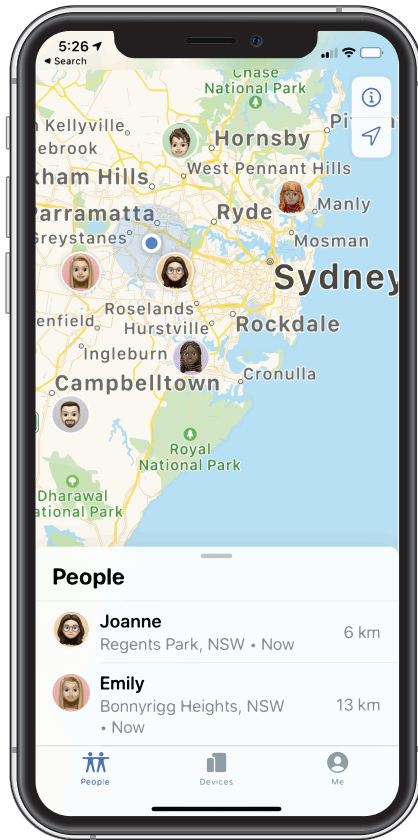 5:26
Search
Chase
National Park
Kellyville
ebrook
Hornsby
West Pennant Hills
kham Hills
Parramatta
Ryde
Manly
Greystanes
Mosman
Sydney
Roselands
enfield
Hurstville
Rockdale
Ingleburn
Cronulla
Campbelltown
Royal
National Park
Dharawal
ational Park
People
Joanne
Regents Park, NSW • Now
6 km
Emily
Bonnyrigg Heights, NSW
• Now
13 km
People
Devices
Me